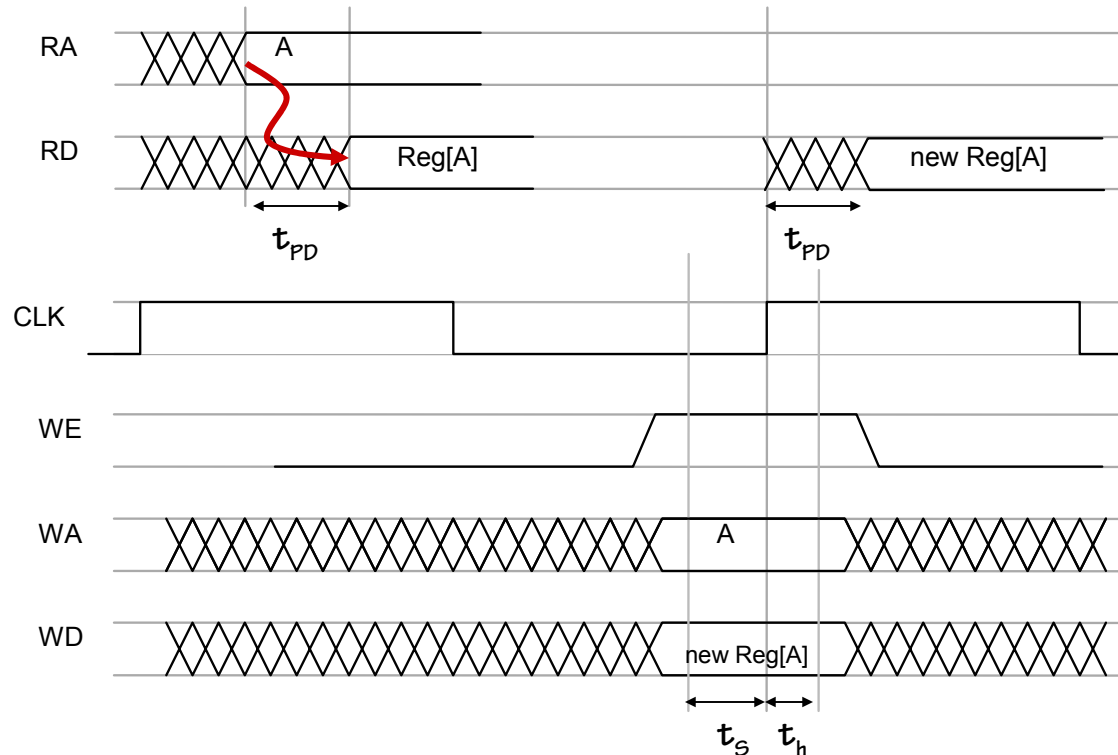 RA A
RD Reg[A] new Reg[A]
tPD tPD
CLK
WE
WA A
WD new Reg[A]
tS th